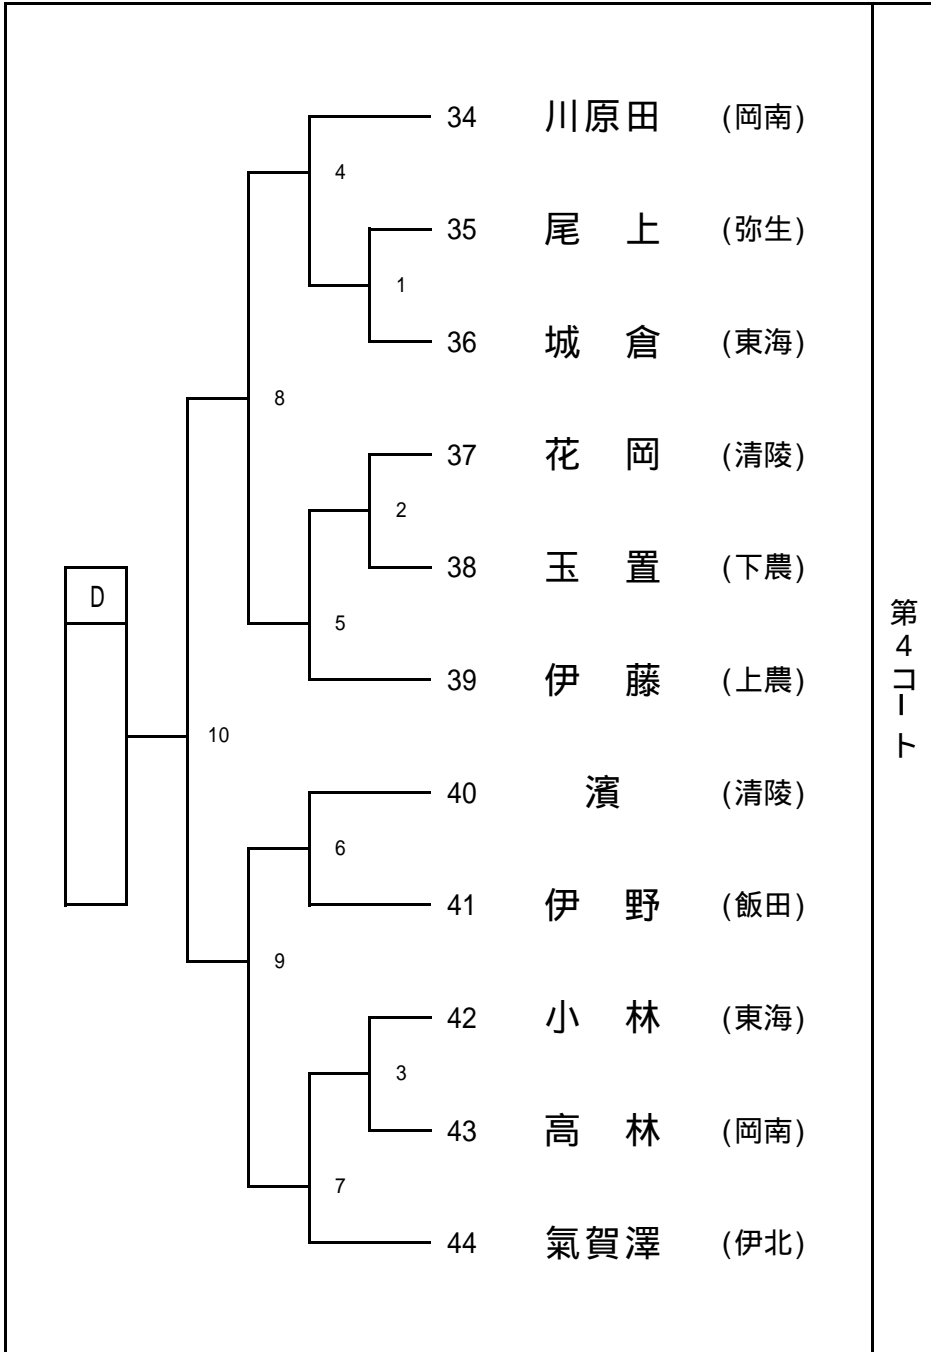 34 川原田 (岡南)
4
35 尾上 (弥生)
1
36 城倉 (東海)
8
37 花岡 (清陵)
2
38 玉置 (下農)
D
5
39 伊藤 (上農)
10
40 濱 (清陵)
6
41 伊野 (飯田)
9
42 小林 (東海)
3
43 高林 (岡南)
7
44 氣賀澤 (伊北)
第4コート